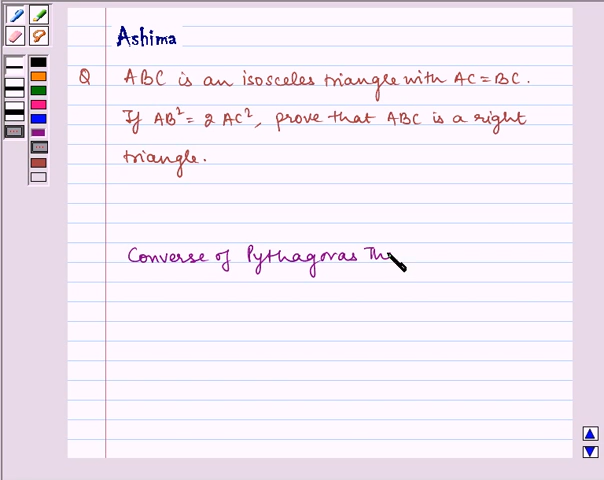 Ashima
Q ABC is an isosceles triangle with AC = BC.
If AB² = 2 AC², prove that ABC is a right
triangle.
Converse of Pythagoras Th